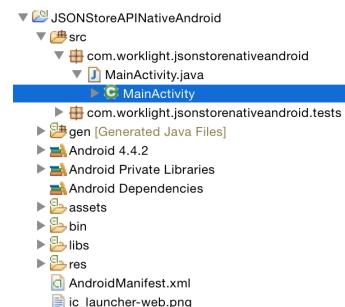 JSONStoreAPINativeAndroid
src
com.worklight.jsonstorenativeandroid
MainActivity.java
MainActivity
com.worklight.jsonstorenativeandroid.tests
gen [Generated Java Files]
Android 4.4.2
Android Private Libraries
Android Dependencies
assets
bin
libs
res
AndroidManifest.xml
ic_launcher-web.png